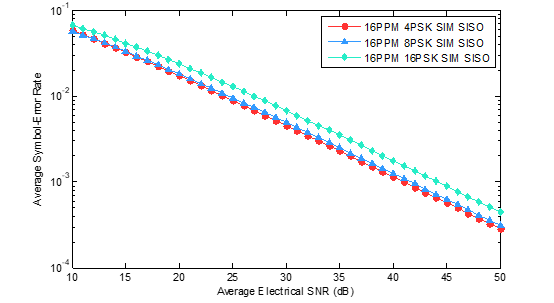 10^-1
10^-2
10^-3
10^-4
Average Symbol-Error Rate
16PPM 4PSK SIM SISO
16PPM 8PSK SIM SISO
16PPM 16PSK SIM SISO
10 15 20 25 30 35 40 45 50
Average Electrical SNR (dB)